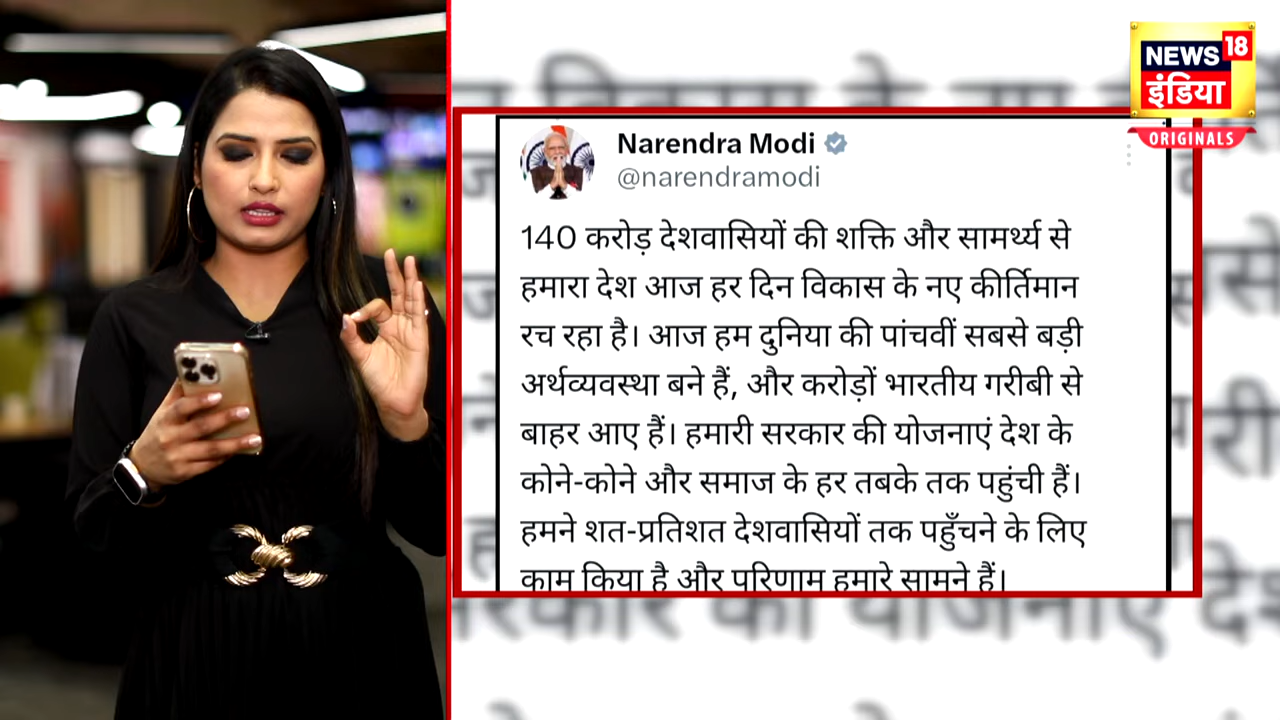 NEWS 18
इंडिया
ORIGINALS
Narendra Modi
@narendramodi
140 करोड़ देशवासियों की शक्ति और सामर्थ्य से
हमारा देश आज हर दिन विकास के नए कीर्तिमान
रच रहा है। आज हम दुनिया की पांचवीं सबसे बड़ी
अर्थव्यवस्था बने हैं, और करोड़ों भारतीय गरीबी से
बाहर आए हैं। हमारी सरकार की योजनाएं देश के
कोने-कोने और समाज के हर तबके तक पहुंची हैं।
हमने शत-प्रतिशत देशवासियों तक पहुँचने के लिए
काम किया है और परिणाम हमारे सामने हैं।